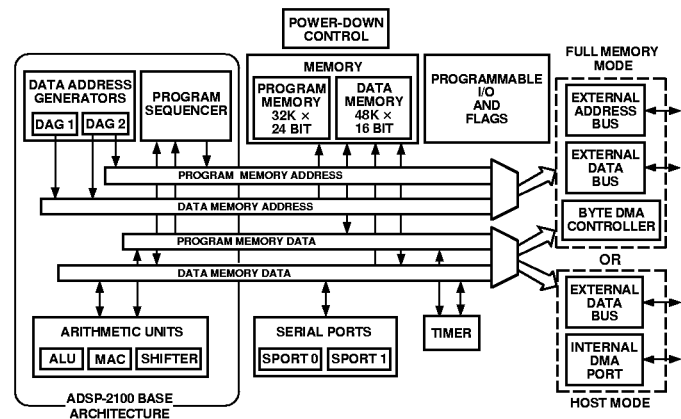 POWER-DOWN
CONTROL
DATA ADDRESS
GENERATORS
DAG 1
DAG 2
PROGRAM
SEQUENCER
MEMORY
PROGRAM
MEMORY
32K ×
24 BIT
DATA
MEMORY
48K ×
16 BIT
PROGRAMMABLE
I/O
AND
FLAGS
FULL MEMORY
MODE
EXTERNAL
ADDRESS
BUS
EXTERNAL
DATA
BUS
BYTE DMA
CONTROLLER
OR
EXTERNAL
DATA
BUS
INTERNAL
DMA
PORT
HOST MODE
PROGRAM MEMORY ADDRESS
DATA MEMORY ADDRESS
PROGRAM MEMORY DATA
DATA MEMORY DATA
ARITHMETIC UNITS
ALU
MAC
SHIFTER
SERIAL PORTS
SPORT 0
SPORT 1
TIMER
ADSP-2100 BASE
ARCHITECTURE